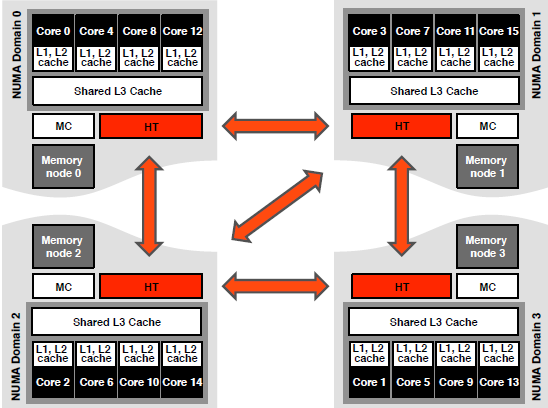 NUMA Domain 0
Core 0 Core 4 Core 8 Core 12
L1, L2 L1, L2 L1, L2 L1, L2
cache cache cache cache
Shared L3 Cache
MC HT
Memory
node 0
NUMA Domain 1
Core 3 Core 7 Core 11 Core 15
L1, L2 L1, L2 L1, L2 L1, L2
cache cache cache cache
Shared L3 Cache
HT MC
Memory
node 1
NUMA Domain 2
Memory
node 2
MC HT
Shared L3 Cache
L1, L2 L1, L2 L1, L2 L1, L2
cache cache cache cache
Core 2 Core 6 Core 10 Core 14
NUMA Domain 3
Memory
node 3
HT MC
Shared L3 Cache
L1, L2 L1, L2 L1, L2 L1, L2
cache cache cache cache
Core 1 Core 5 Core 9 Core 13